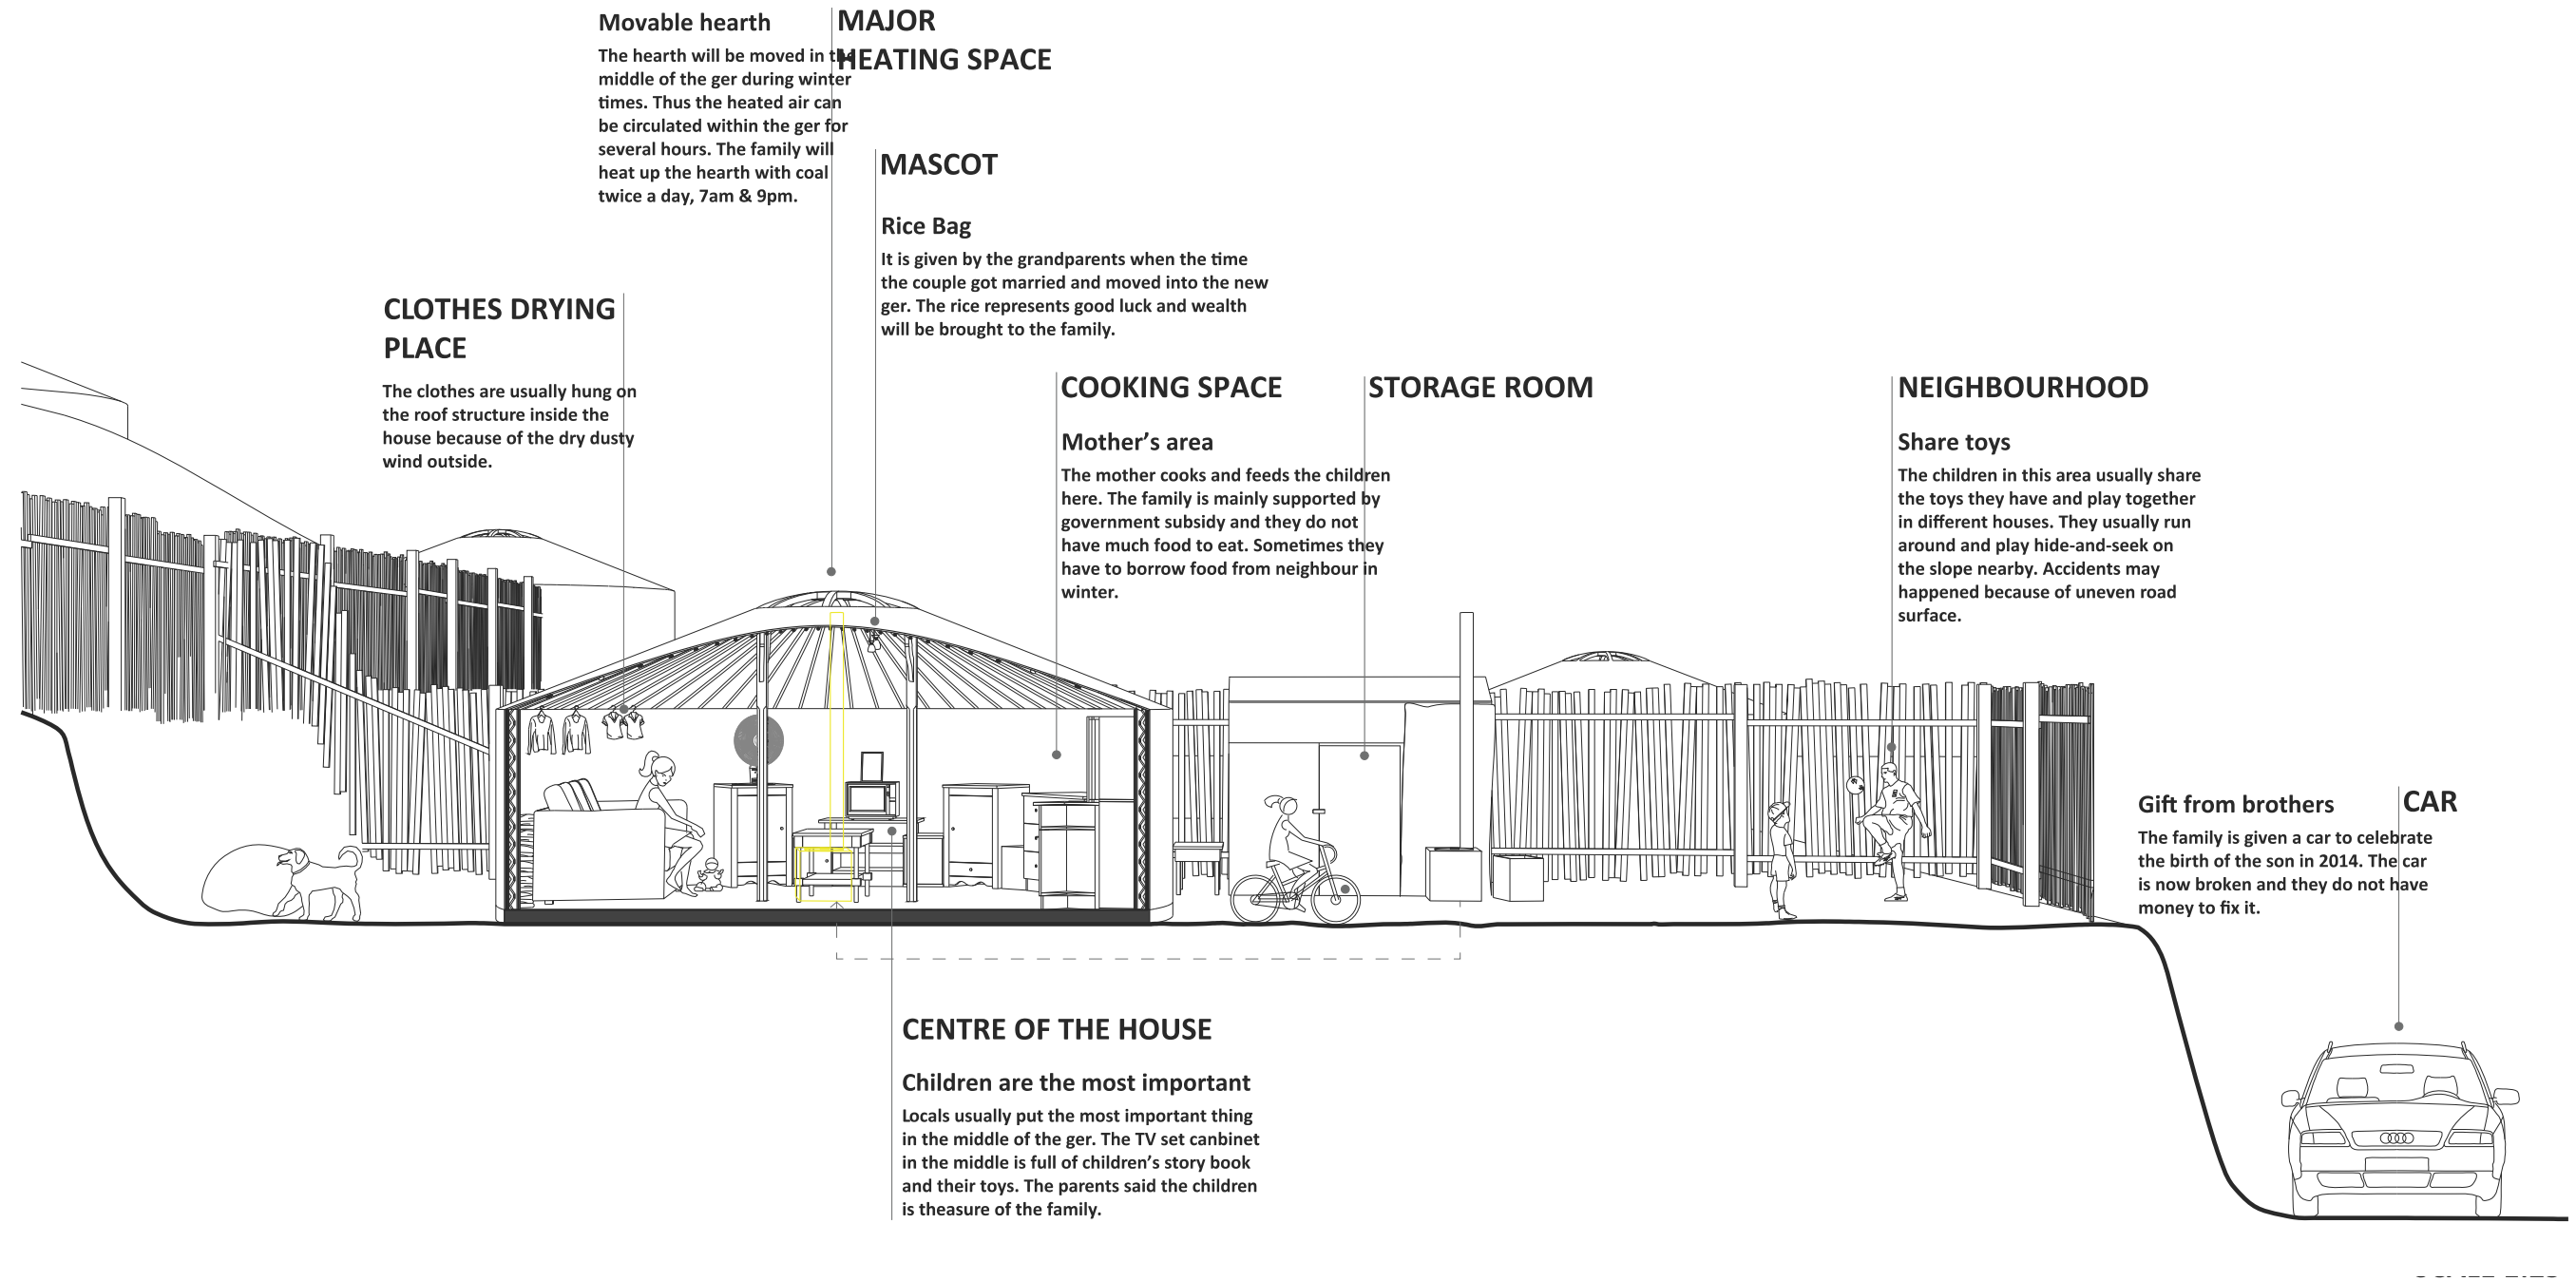 Movable hearth
The hearth will be moved in the
middle of the ger during winter
times. Thus the heated air can
be circulated within the ger for
several hours. The family will
heat up the hearth with coal
twice a day, 7am & 9pm.
MAJOR
HEATING SPACE
MASCOT
Rice Bag
It is given by the grandparents when the time
the couple got married and moved into the new
ger. The rice represents good luck and wealth
will be brought to the family.
CLOTHES DRYING
PLACE
The clothes are usually hung on
the roof structure inside the
house because of the dry dusty
wind outside.
COOKING SPACE
Mother's area
The mother cooks and feeds the children
here. The family is mainly supported by
government subsidy and they do not
have much food to eat. Sometimes they
have to borrow food from neighbour in
winter.
STORAGE ROOM
NEIGHBOURHOOD
Share toys
The children in this area usually share
the toys they have and play together
in different houses. They usually run
around and play hide-and-seek on
the slope nearby. Accidents may
happened because of uneven road
surface.
Gift from brothers
The family is given a car to celebrate
the birth of the son in 2014. The car
is now broken and they do not have
money to fix it.
CAR
CENTRE OF THE HOUSE
Children are the most important
Locals usually put the most important thing
in the middle of the ger. The TV set canbinet
in the middle is full of children's story book
and their toys. The parents said the children
is theasure of the family.